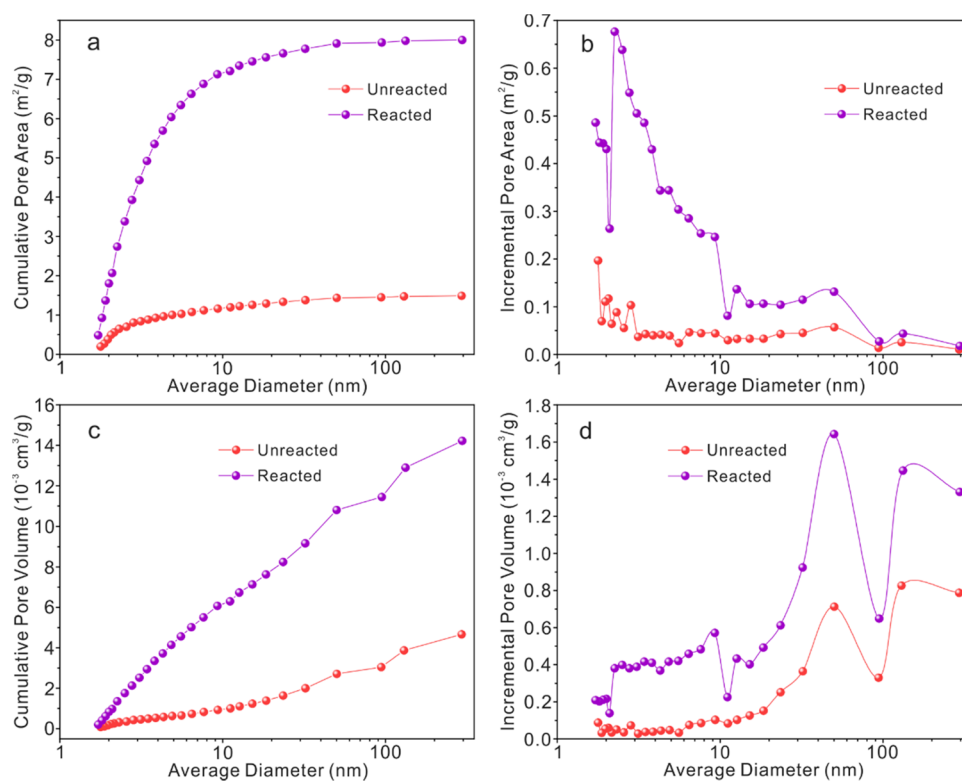 a
Cumulative Pore Area (m²/g)
8
7
6
5
4
3
2
1
0
Unreacted
Reacted
1
10
100
Average Diameter (nm)
b
Incremental Pore Area (m²/g)
0.7
0.6
0.5
0.4
0.3
0.2
0.1
0.0
Unreacted
Reacted
1
10
100
Average Diameter (nm)
c
Cumulative Pore Volume (10⁻³ cm³/g)
16
14
12
10
8
6
4
2
0
Unreacted
Reacted
1
10
100
Average Diameter (nm)
d
Incremental Pore Volume (10⁻³ cm³/g)
1.8
1.6
1.4
1.2
1.0
0.8
0.6
0.4
0.2
0.0
Unreacted
Reacted
1
10
100
Average Diameter (nm)